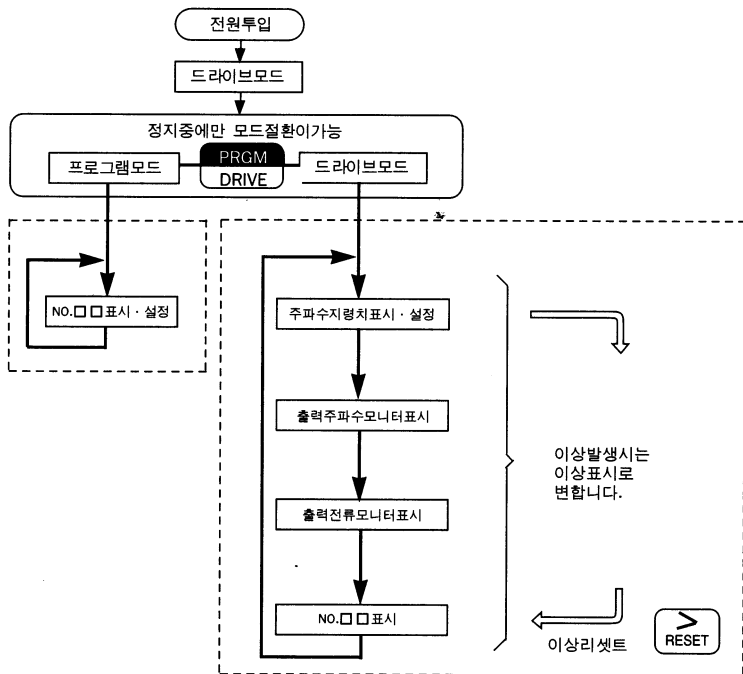 전원투입
드라이브모드
정지중에만 모드절환이가능
프로그램모드
PRGM
DRIVE
드라이브모드
NO.□ □표시 · 설정
주파수지령치표시 · 설정
출력주파수모니터표시
출력전류모니터표시
NO.□ □표시
이상발생시는
이상표시로
변합니다.
이상리셋트
>
RESET